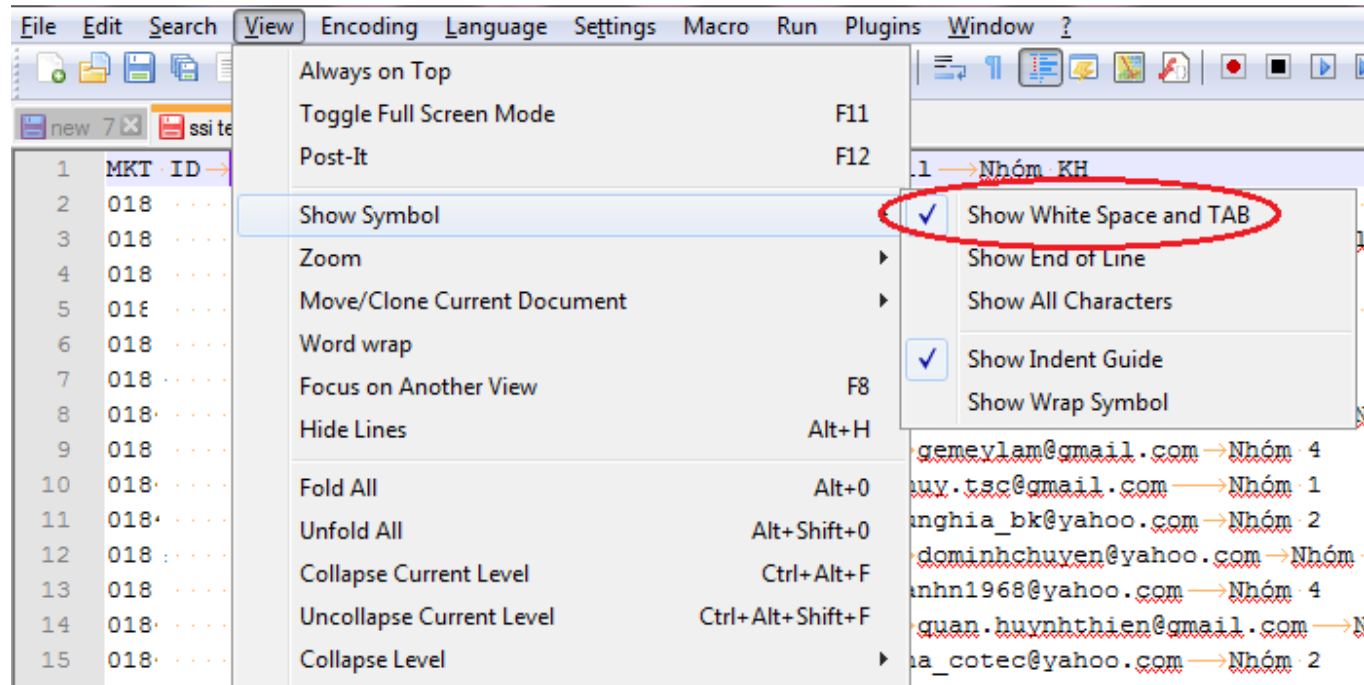 File Edit Search View Encoding Language Settings Macro Run Plugins Window ?
new 7 ssi te
Always on Top
Toggle Full Screen Mode F11
Post-It F12
Show Symbol
Zoom
Move/Clone Current Document
Word wrap
Focus on Another View F8
Hide Lines Alt+H
Fold All Alt+0
Unfold All Alt+Shift+0
Collapse Current Level Ctrl+Alt+F
Uncollapse Current Level Ctrl+Alt+Shift+F
Collapse Level
Show White Space and TAB
Show End of Line
Show All Characters
Show Indent Guide
Show Wrap Symbol
1 MKT ID Nhóm KH
2 018
3 018
4 018
5 018
6 018
7 018
8 018
9 018 gemeylam@gmail.com Nhóm 4
10 018 huy.tsc@gmail.com Nhóm 1
11 018 unghia_bk@yahoo.com Nhóm 2
12 018 dominhchuyen@yahoo.com Nhóm
13 018 anhn1968@yahoo.com Nhóm 4
14 018 quan.huynhthien@gmail.com
15 018 a_cotec@yahoo.com Nhóm 2